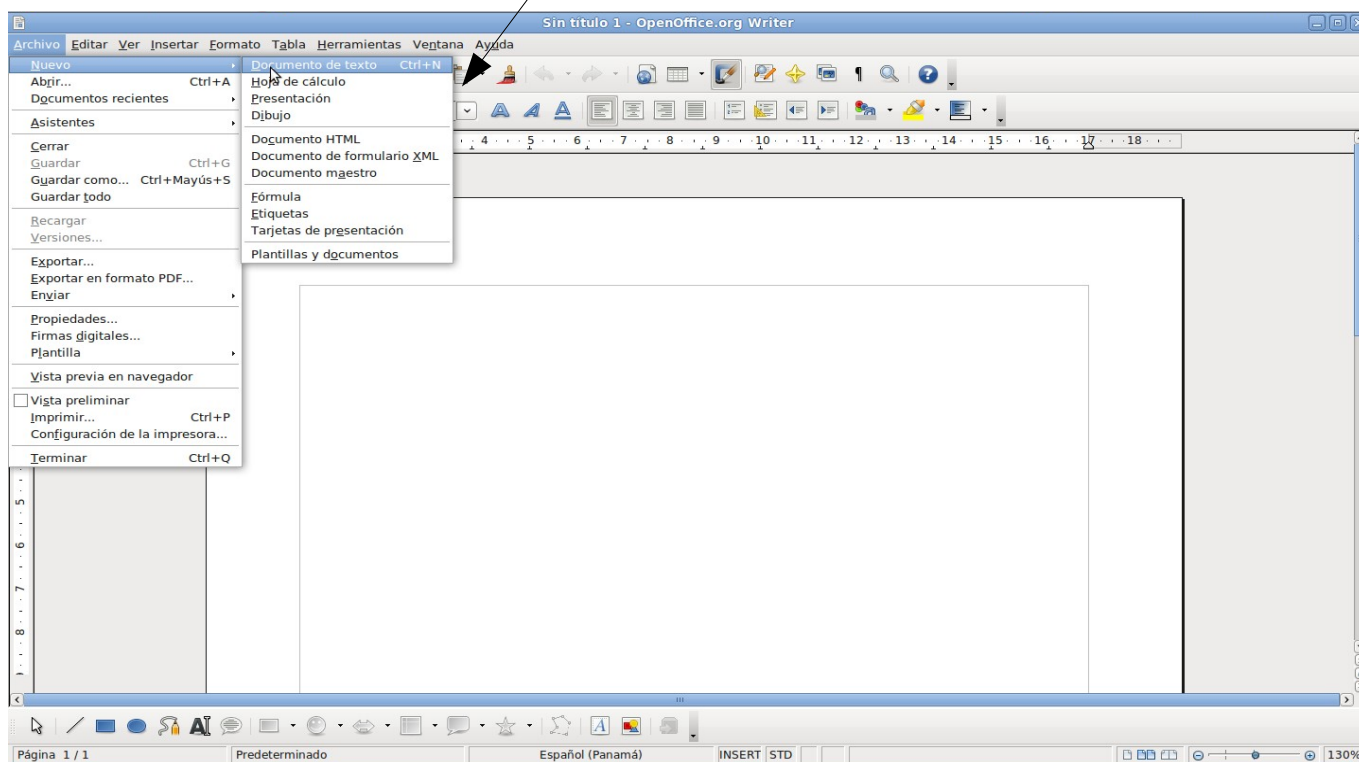 Sin título 1 - OpenOffice.org Writer
Archivo Editar Ver Insertar Formato Tabla Herramientas Ventana Ayuda
Nuevo
Abrir... Ctrl+A
Documentos recientes
Asistentes
Cerrar
Guardar Ctrl+G
Guardar como... Ctrl+Mayús+S
Guardar todo
Recargar
Versiones...
Exportar...
Exportar en formato PDF...
Enviar
Propiedades...
Firmas digitales...
Plantilla
Vista previa en navegador
Vista preliminar
Imprimir... Ctrl+P
Configuración de la impresora...
Terminar Ctrl+Q
Documento de texto Ctrl+N
Hoja de cálculo
Presentación
Dibujo
Documento HTML
Documento de formulario XML
Documento maestro
Fórmula
Etiquetas
Tarjetas de presentación
Plantillas y documentos
4 5 6 7 8 9 10 11 12 13 14 15 16 17 18
5
6
7
8
Página 1 / 1 Predeterminado Español (Panamá) INSERT STD 130%